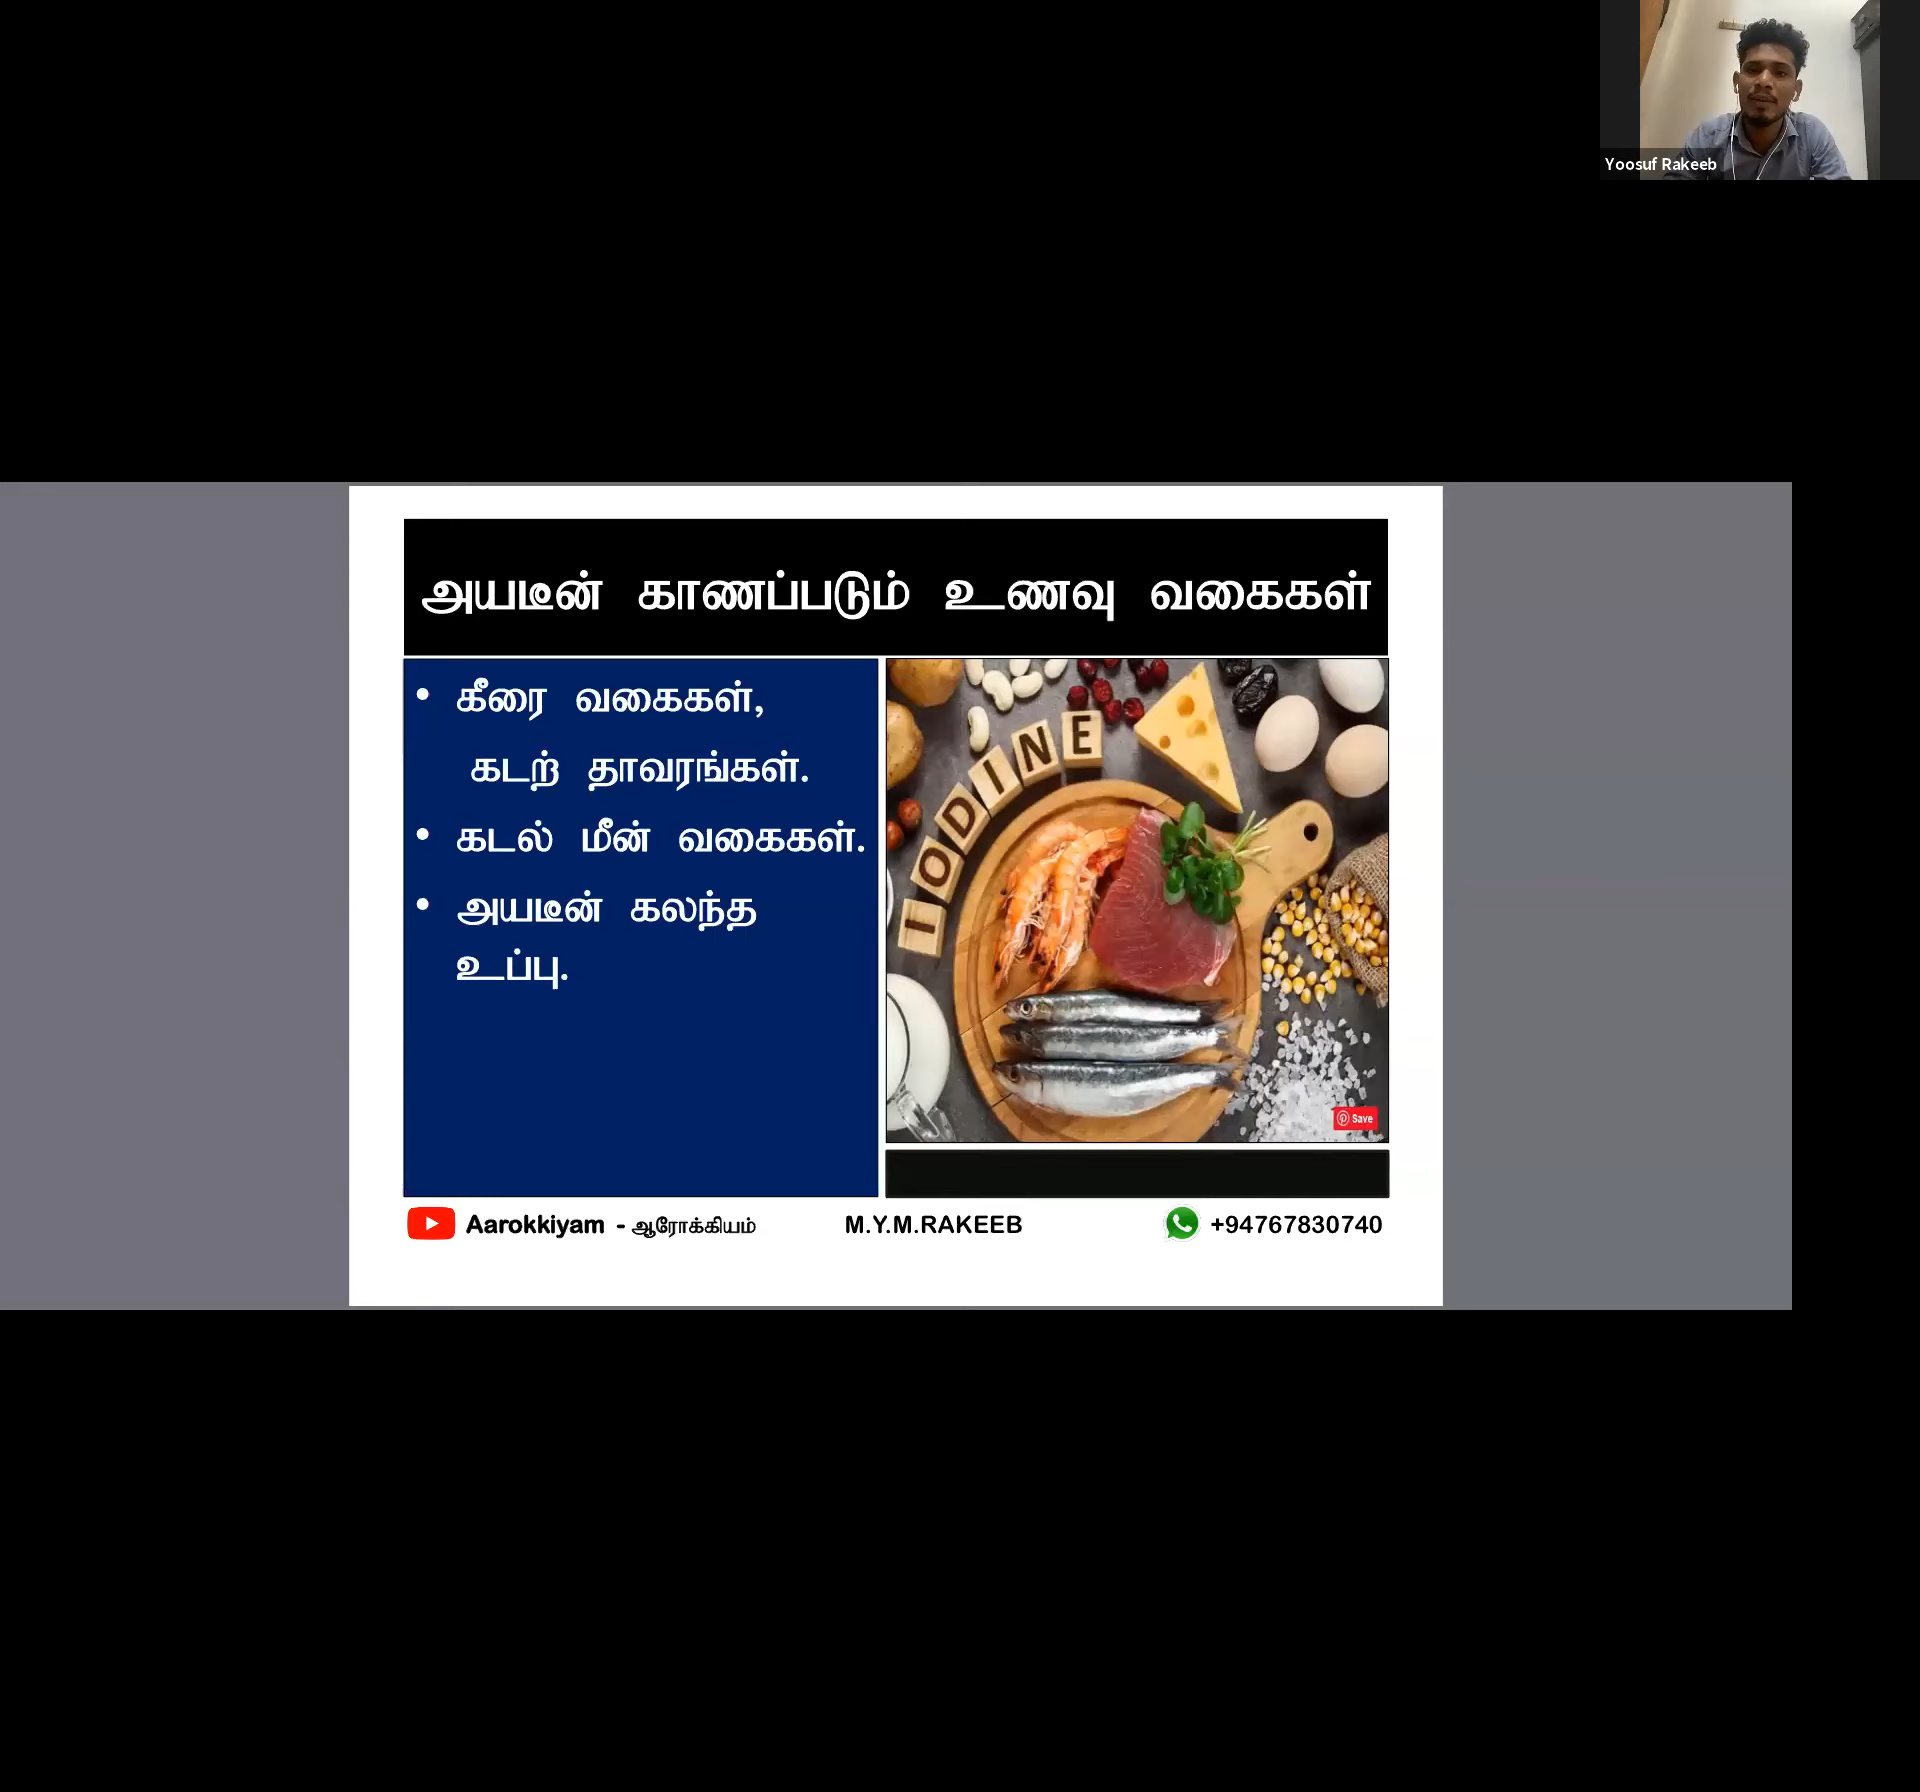 Yoosuf Rakeeb
அயடீன் காணப்படும் உணவு வகைகள்
• கீரை வகைகள்,
கடற் தாவரங்கள்.
• கடல் மீன் வகைகள்.
• அயடீன் கலந்த
உப்பு.
IODINE
Save
Aarokkiyam - ஆரோக்கியம் M.Y.M.RAKEEB +94767830740